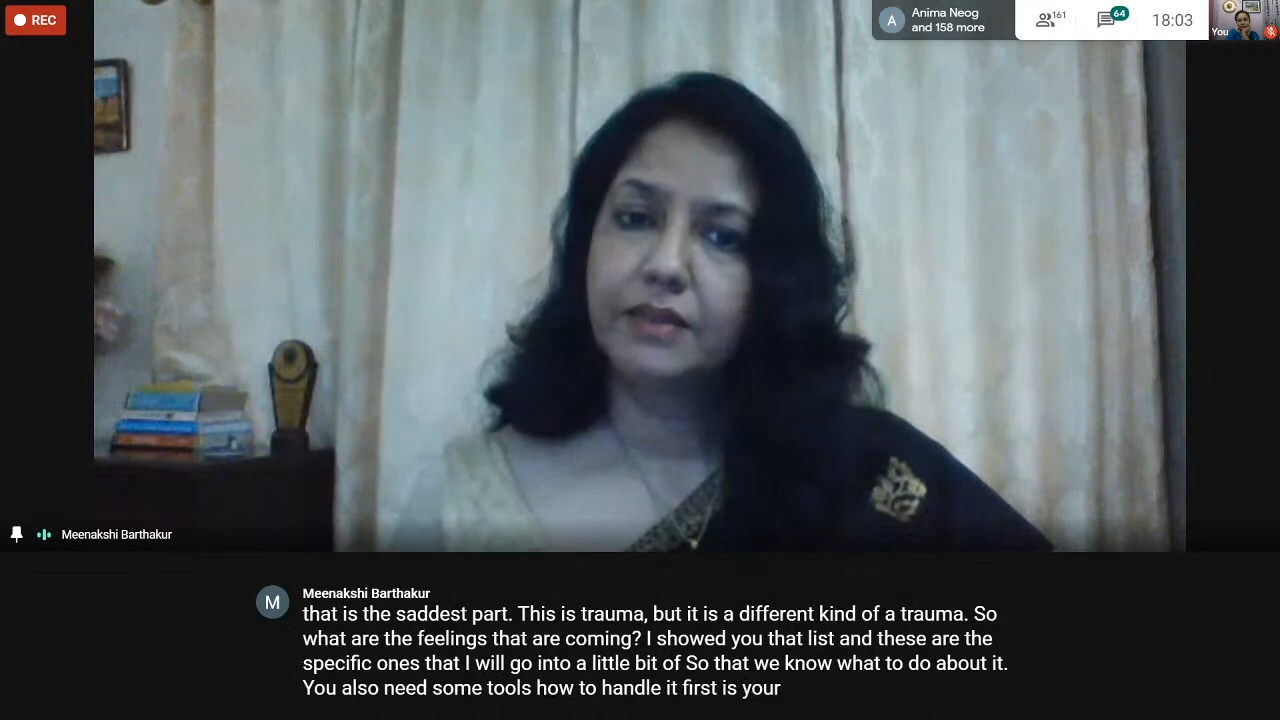 REC
A
Anima Neog
and 158 more
161
64
18:03
You
Meenakshi Barthakur
M
Meenakshi Barthakur
that is the saddest part. This is trauma, but it is a different kind of a trauma. So
what are the feelings that are coming? I showed you that list and these are the
specific ones that I will go into a little bit of So that we know what to do about it.
You also need some tools how to handle it first is your